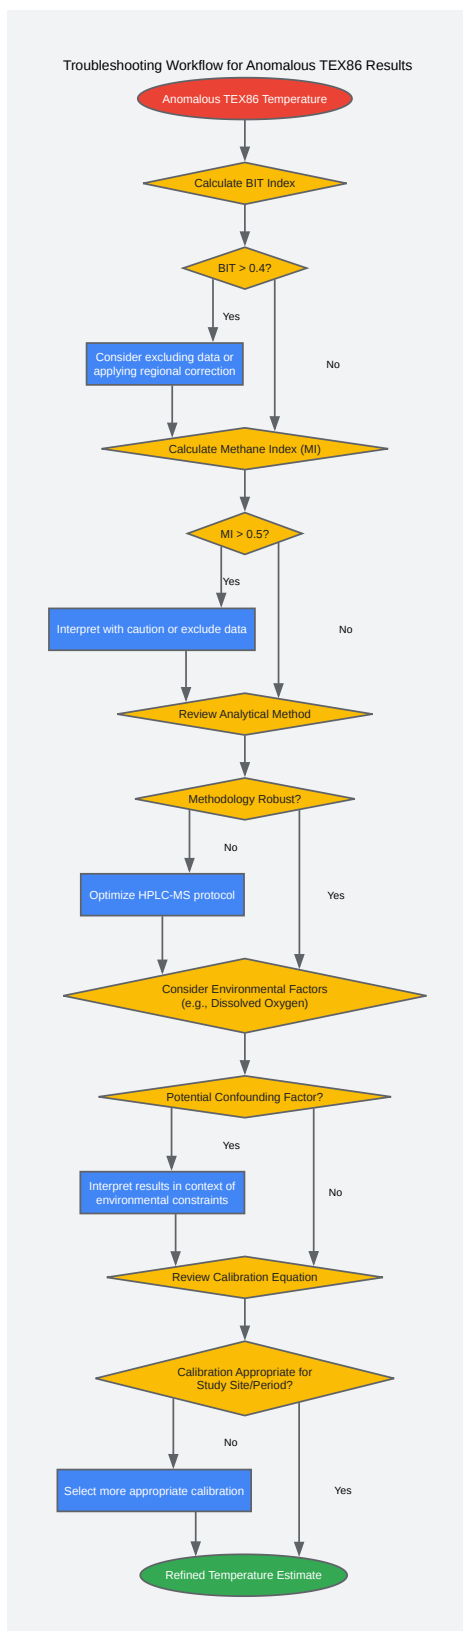 Troubleshooting Workflow for Anomalous TEX86 Results
Anomalous TEX86 Temperature
Calculate BIT Index
BIT > 0.4?
Yes
Consider excluding data or
applying regional correction
No
Calculate Methane Index (MI)
MI > 0.5?
Yes
Interpret with caution or exclude data
No
Review Analytical Method
Methodology Robust?
No
Optimize HPLC-MS protocol
Yes
Consider Environmental Factors
(e.g., Dissolved Oxygen)
Potential Confounding Factor?
Yes
Interpret results in context of
environmental constraints
No
Review Calibration Equation
Calibration Appropriate for
Study Site/Period?
No
Select more appropriate calibration
Yes
Refined Temperature Estimate